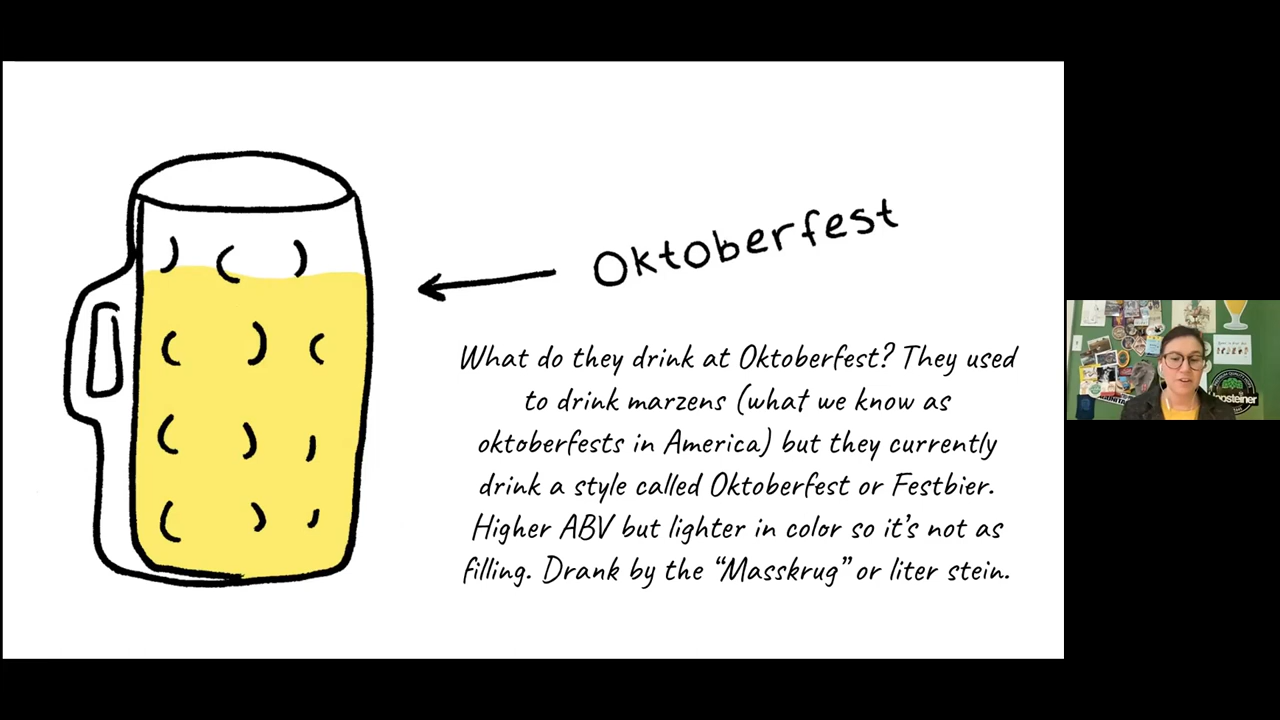 Oktoberfest
What do they drink at Oktoberfest? They used
to drink marzens (what we know as
oktoberfests in America) but they currently
drink a style called Oktoberfest or Festbier.
Higher ABV but lighter in color so it's not as
filling. Drank by the “Masskrug” or liter stein.